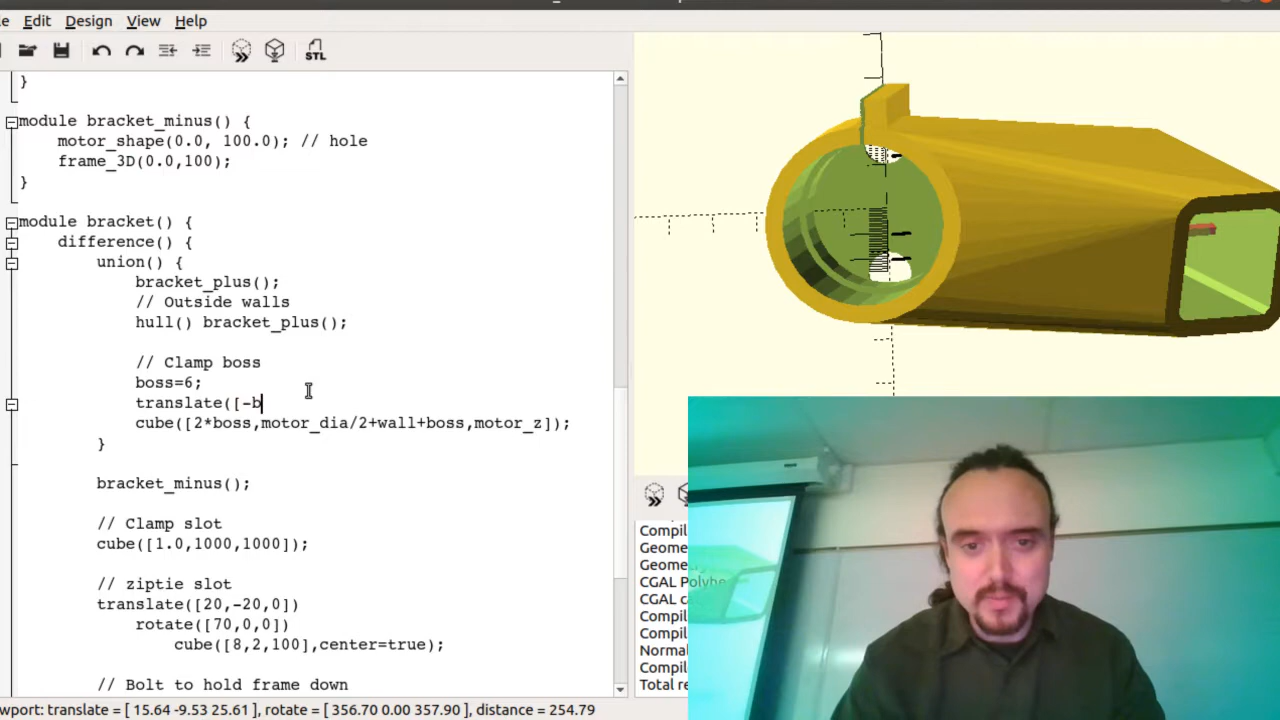 Edit Design View Help
STL
}
module bracket_minus() {
motor_shape(0.0, 100.0); // hole
frame_3D(0.0,100);
}
module bracket() {
difference() {
union() {
bracket_plus();
// Outside walls
hull() bracket_plus();
// Clamp boss
boss=6;
translate([-b
cube([2*boss,motor_dia/2+wall+boss,motor_z]);
}
bracket_minus();
// Clamp slot
cube([1.0,1000,1000]);
// ziptie slot
translate([20,-20,0])
rotate([70,0,0])
cube([8,2,100],center=true);
// Bolt to hold frame down
Compil
Geome
Geome
CGAL Polyhe
CGAL c
Compil
Compil
Normal
Compil
Total re
wport: translate = [ 15.64 -9.53 25.61 ], rotate = [ 356.70 0.00 357.90 ], distance = 254.79